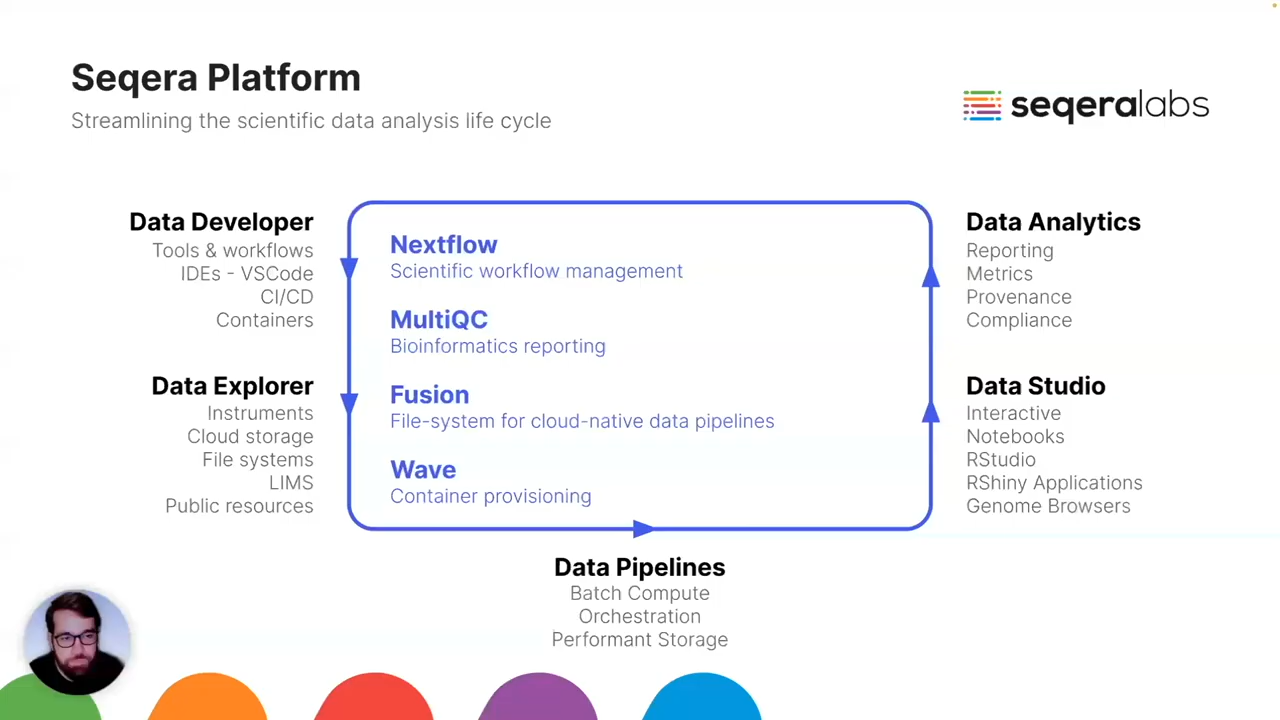 Seqera Platform
Streamlining the scientific data analysis life cycle
seqeralabs
Data Developer
Tools & workflows
IDEs - VSCode
CI/CD
Containers
Data Explorer
Instruments
Cloud storage
File systems
LIMS
Public resources
Nextflow
Scientific workflow management
MultiQC
Bioinformatics reporting
Fusion
File-system for cloud-native data pipelines
Wave
Container provisioning
Data Analytics
Reporting
Metrics
Provenance
Compliance
Data Studio
Interactive
Notebooks
RStudio
RShiny Applications
Genome Browsers
Data Pipelines
Batch Compute
Orchestration
Performant Storage